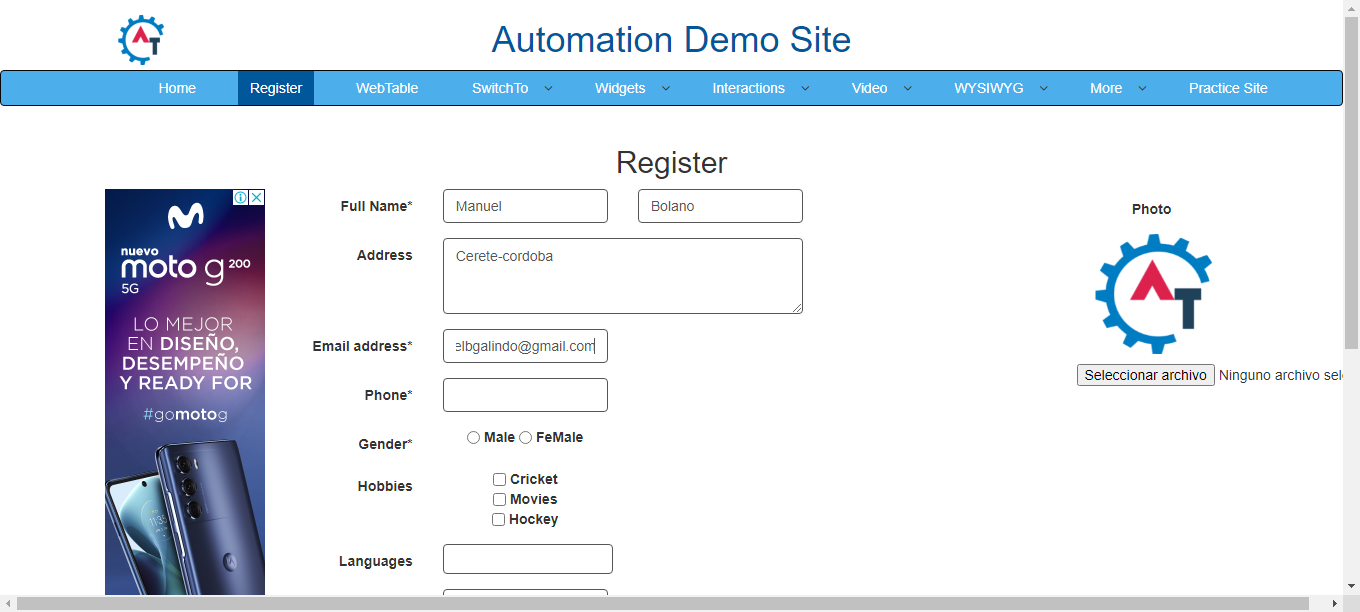 Automation Demo Site
Home Register WebTable SwitchTo Widgets Interactions Video WYSIWYG More Practice Site
Register
nuevo
moto g 200
5G
LO MEJOR
EN DISEÑO,
DESEMPEÑO
Y READY FOR
#gomotog
Full Name* Manuel Bolano
Address Cerete-cordoba
Email address* elbgalindo@gmail.com
Phone*
Gender* Male FeMale
Hobbies Cricket
Movies
Hockey
Languages
Photo
AT
Seleccionar archivo Ninguno archivo sel